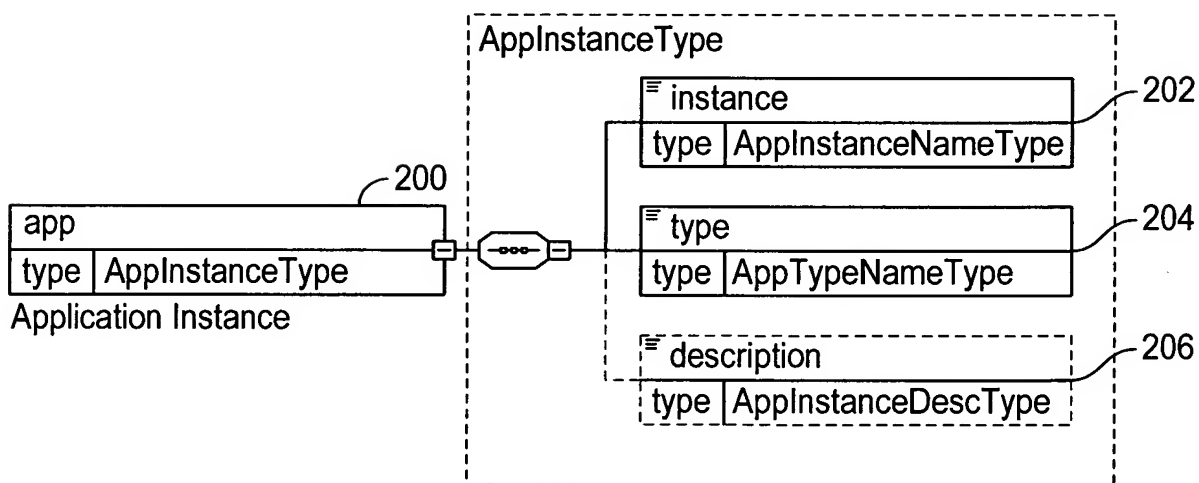 AppInstanceType
instance
202
type AppInstanceNameType
200
app
type AppInstanceType
Application Instance
type
204
type AppTypeNameType
description
206
type AppInstanceDescType